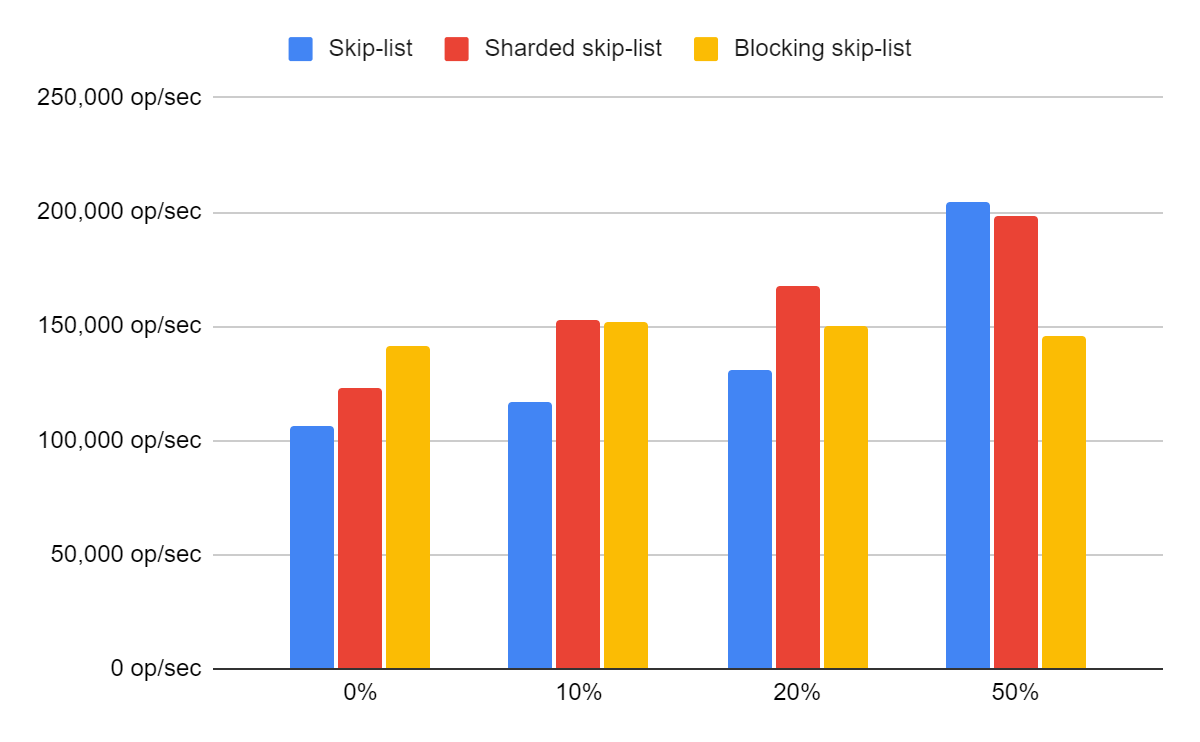 Skip-list Sharded skip-list Blocking skip-list
250,000 op/sec
200,000 op/sec
150,000 op/sec
100,000 op/sec
50,000 op/sec
0 op/sec
0% 10% 20% 50%